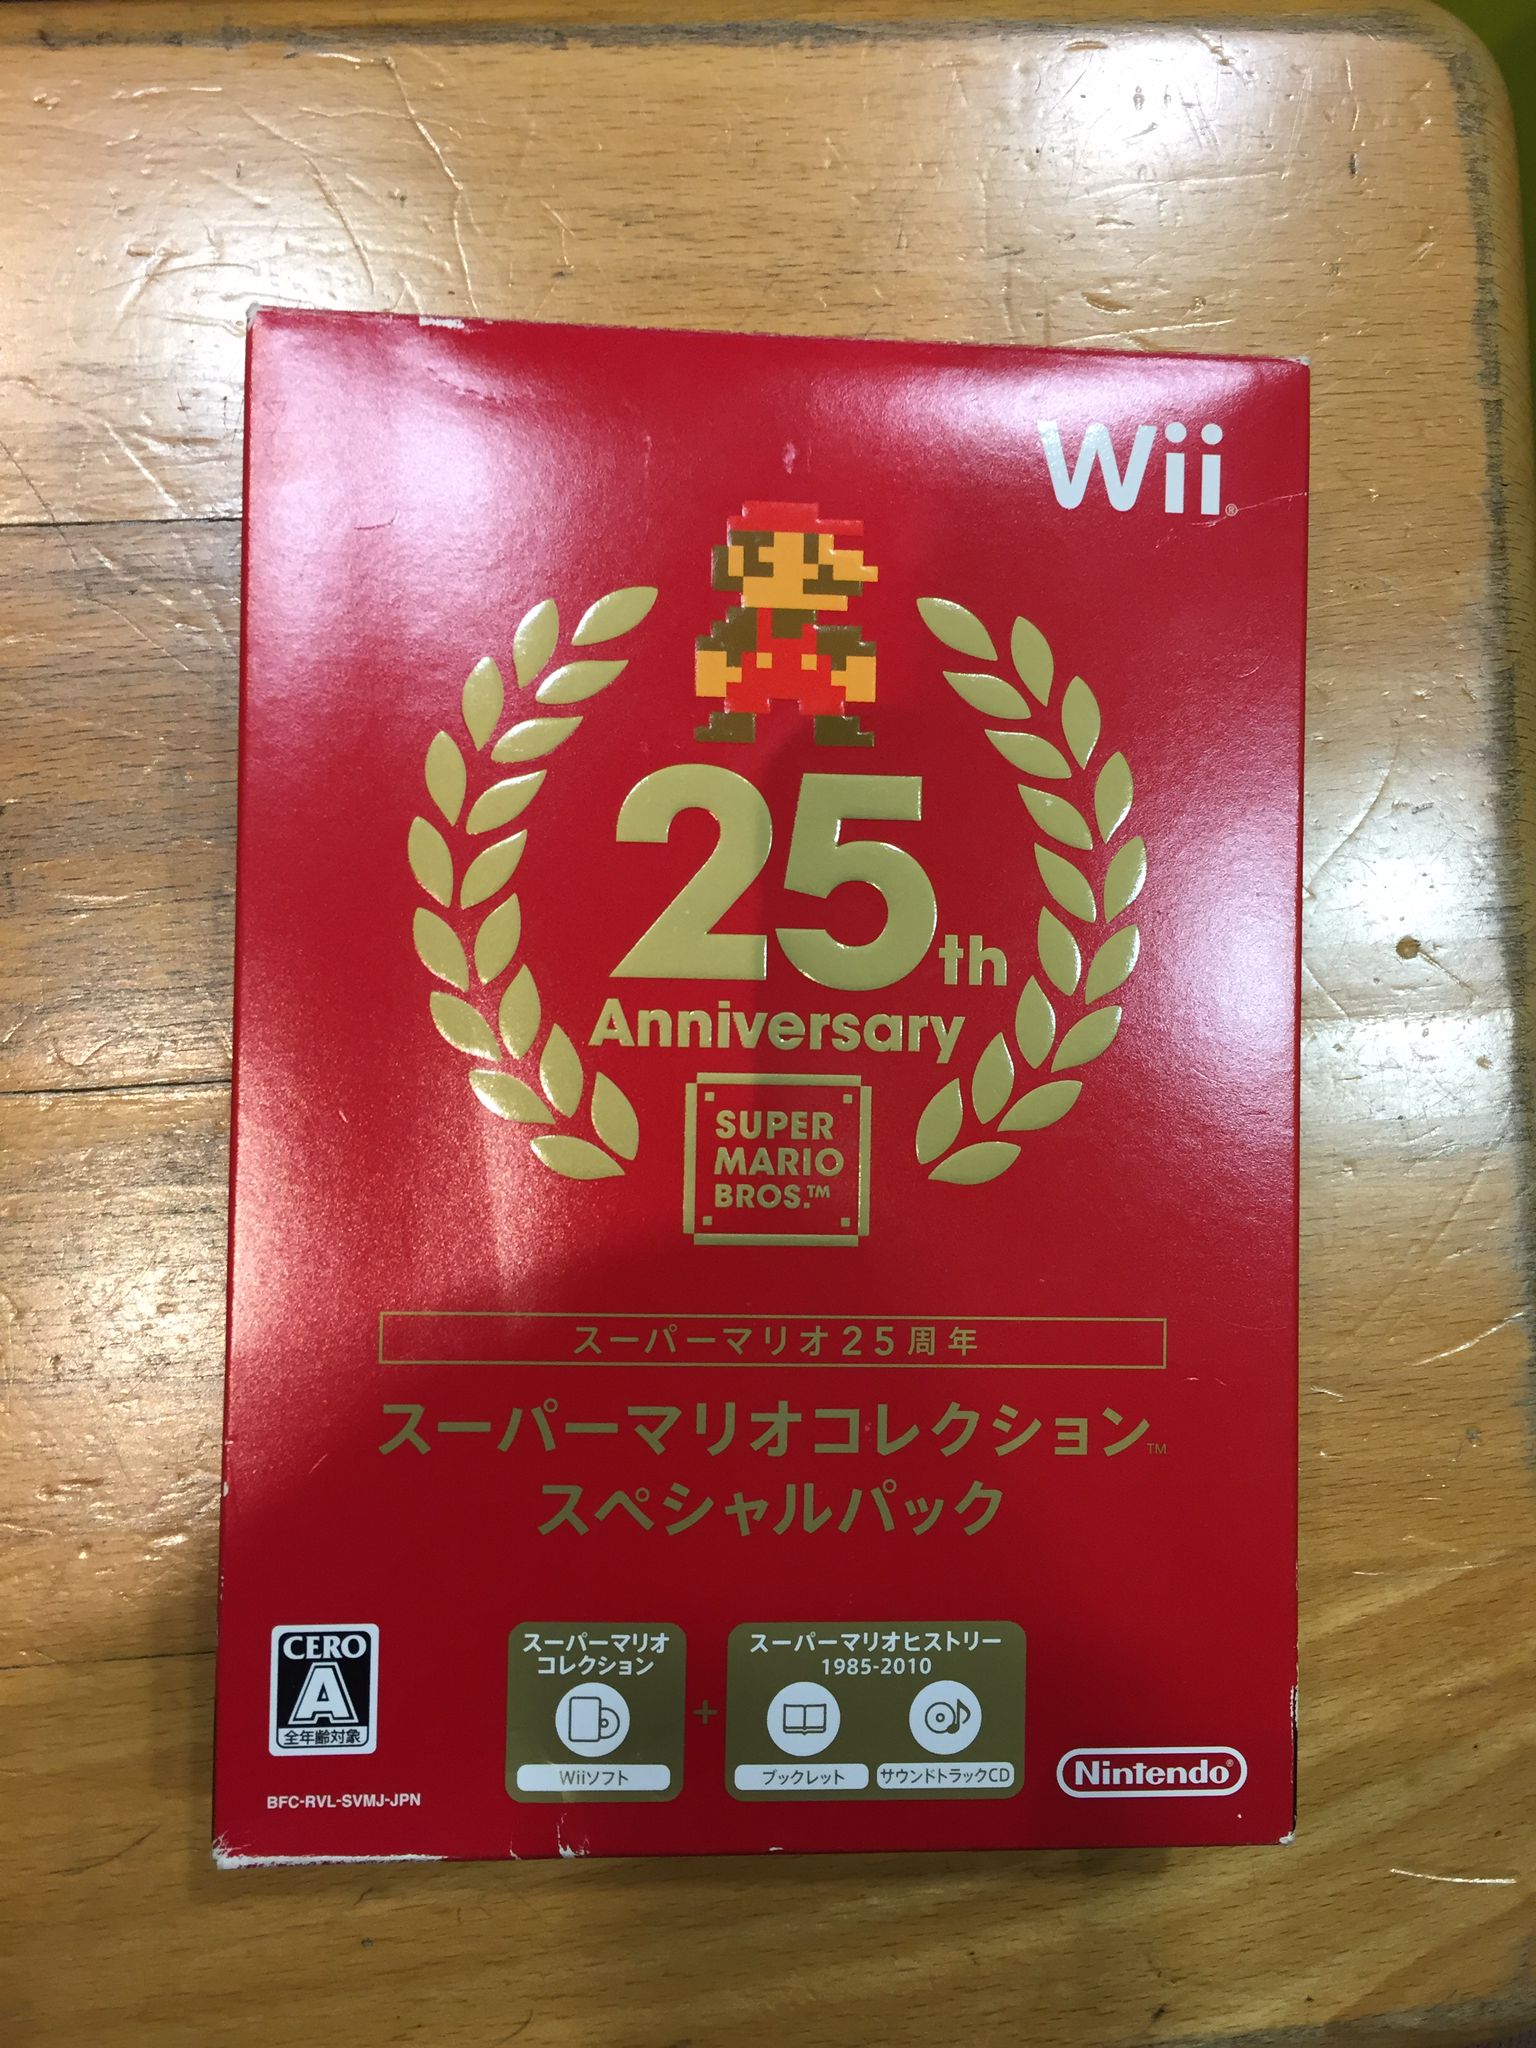 Wii®
25th
Anniversary
SUPER
MARIO
BROS.™
スーパーマリオ25周年
スーパーマリオコレクション™
スペシャルパック
CERO
A
全年齢対象
BFC-RVL-SVMJ-JPN
スーパーマリオ
コレクション
Wiiソフト
+
スーパーマリオヒストリー
1985-2010
ブックレット
サウンドトラックCD
Nintendo®